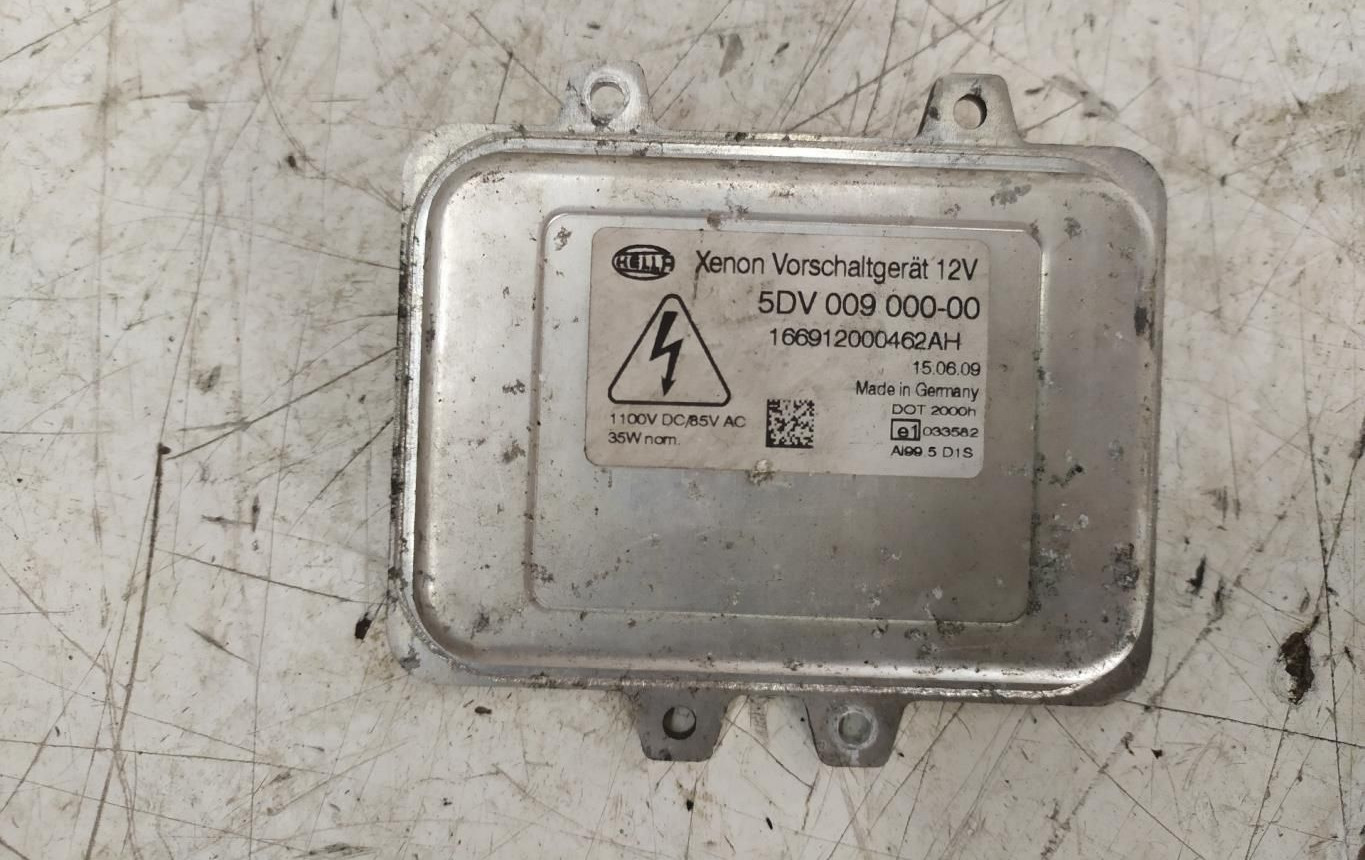 HELLA Xenon Vorschaltgerät 12V
5DV 009 000-00
166912000462AH
15.06.09
Made in Germany
1100V DC/85V AC
35W nom.
DOT 2000h
e1 033582
Al99.5 D1S